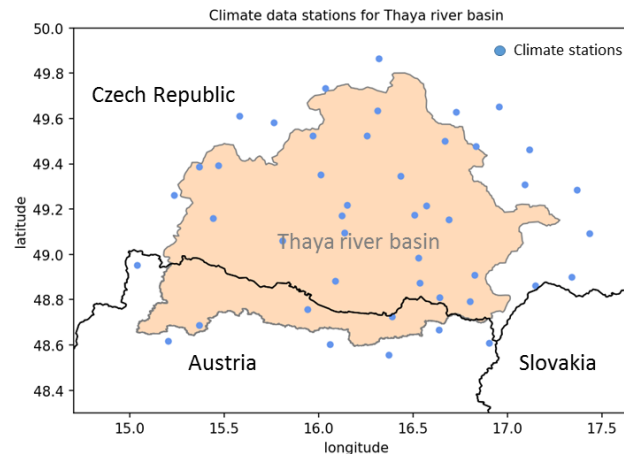 Climate data stations for Thaya river basin
50.0
Climate stations
49.8
Czech Republic
49.6
49.4
49.2
latitude
Thaya river basin
49.0
48.8
48.6
Austria
Slovakia
48.4
15.0 15.5 16.0 16.5 17.0 17.5
longitude